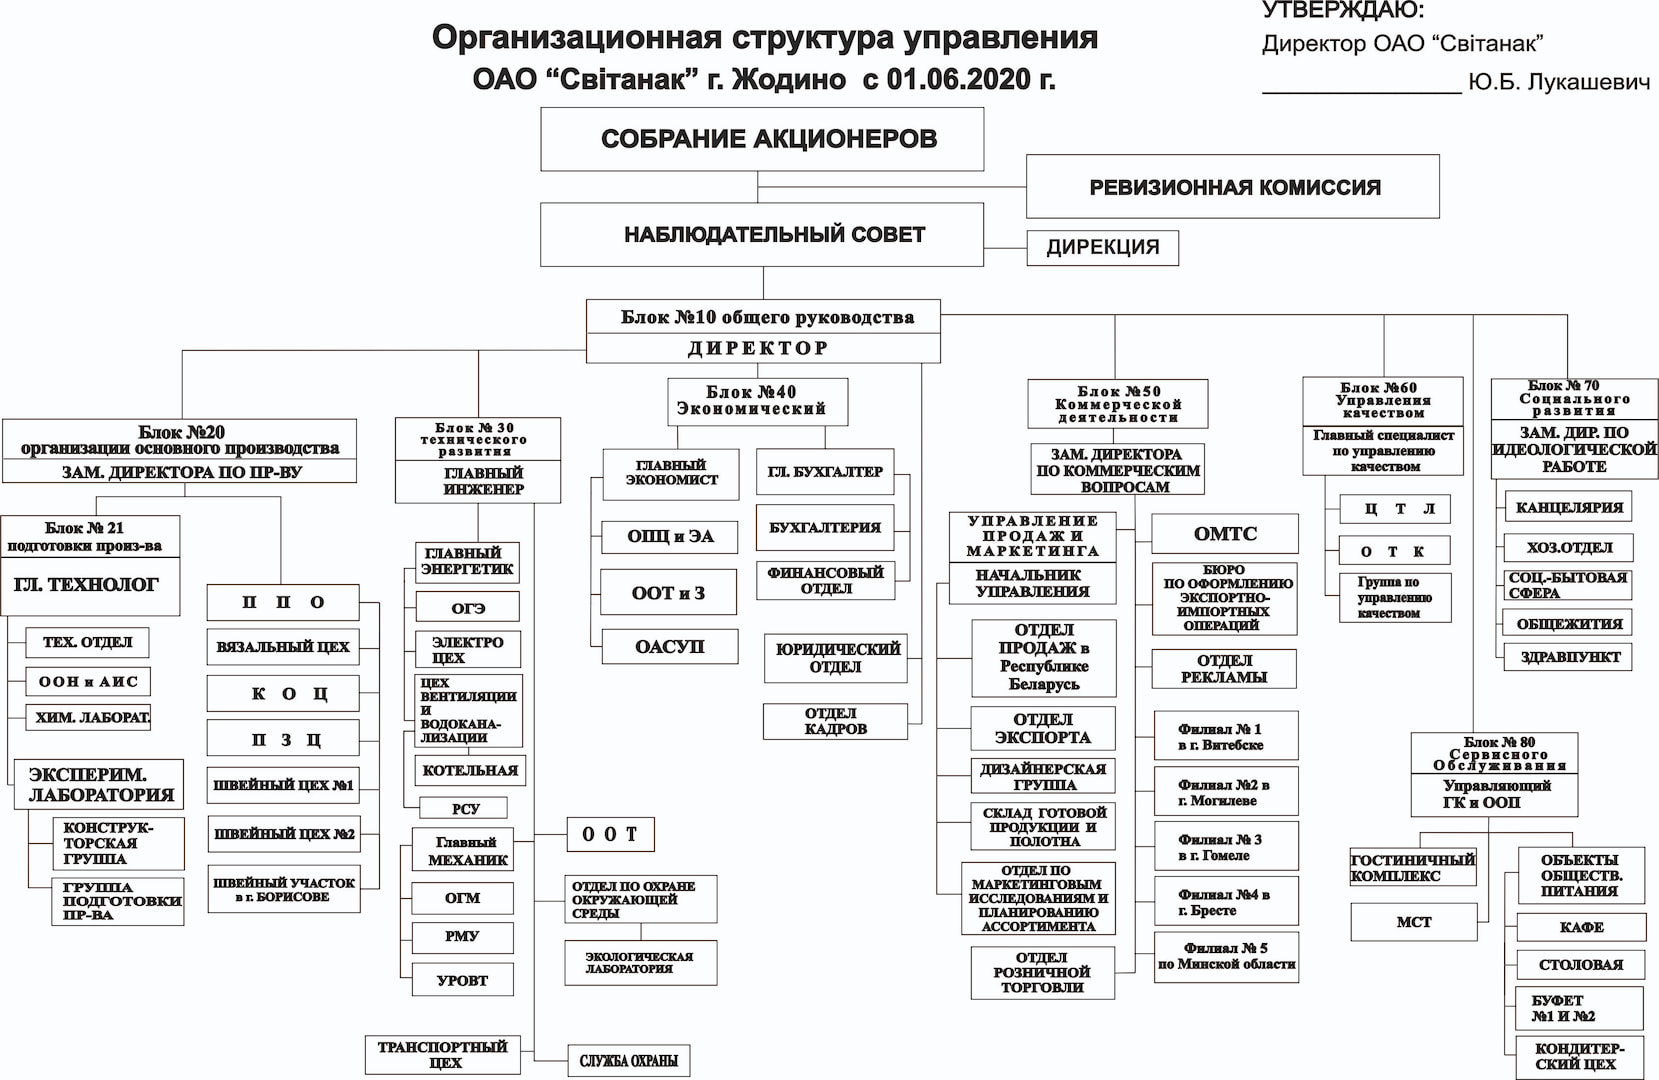 УТВЕРЖДАЮ:
Директор ОАО “Світанак”
Ю.Б. Лукашевич
Организационная структура управления
ОАО “Світанак” г. Жодино с 01.06.2020 г.
СОБРАНИЕ АКЦИОНЕРОВ
РЕВИЗИОННАЯ КОМИССИЯ
НАБЛЮДАТЕЛЬНЫЙ СОВЕТ
ДИРЕКЦИЯ
Блок №10 общего руководства
ДИРЕКТОР
Блок №20
организации основного производства
ЗАМ. ДИРЕКТОРА ПО ПР-ВУ
Блок № 21
подготовки произ-ва
ГЛ. ТЕХНОЛОГ
ТЕХ. ОТДЕЛ
ООН и АИС
ХИМ. ЛАБОРАТ.
ЭКСПЕРИМ.
ЛАБОРАТОРИЯ
КОНСТРУК-
ТОРСКАЯ
ГРУППА
ГРУППА
ПОДГОТОВКИ
ПР-ВА
П П О
ВЯЗАЛЬНЫЙ ЦЕХ
К О Ц
П З Ц
ШВЕЙНЫЙ ЦЕХ №1
ШВЕЙНЫЙ ЦЕХ №2
ШВЕЙНЫЙ УЧАСТОК
в г. БОРИСОВЕ
Блок № 30
технического
развития
ГЛАВНЫЙ
ИНЖЕНЕР
ГЛАВНЫЙ
ЭНЕРГЕТИК
ОГЭ
ЭЛЕКТРО
ЦЕХ
ЦЕХ
ВЕНТИЛЯЦИИ
И
ВОДОКАНА-
ЛИЗАЦИИ
КОТЕЛЬНАЯ
РСУ
Главный
МЕХАНИК
ОГМ
РМУ
УРОВТ
ТРАНСПОРТНЫЙ
ЦЕХ
О О Т
ОТДЕЛ ПО ОХРАНЕ
ОКРУЖАЮЩЕЙ
СРЕДЫ
ЭКОЛОГИЧЕСКАЯ
ЛАБОРАТОРИЯ
СЛУЖБА ОХРАНЫ
Блок №40
Экономический
ГЛАВНЫЙ
ЭКОНОМИСТ
ОПЦ и ЭА
ООТ и З
ОАСУП
ГЛ. БУХГАЛТЕР
БУХГАЛТЕРИЯ
ФИНАНСОВЫЙ
ОТДЕЛ
ЮРИДИЧЕСКИЙ
ОТДЕЛ
ОТДЕЛ
КАДРОВ
Блок №50
Коммерческой
деятельности
ЗАМ. ДИРЕКТОРА
ПО КОММЕРЧЕСКИМ
ВОПРОСАМ
УПРАВЛЕНИЕ
ПРОДАЖ И
МАРКЕТИНГА
НАЧАЛЬНИК
УПРАВЛЕНИЯ
ОТДЕЛ
ПРОДАЖ в
Республике
Беларусь
ОТДЕЛ
ЭКСПОРТА
ДИЗАЙНЕРСКАЯ
ГРУППА
СКЛАД ГОТОВОЙ
ПРОДУКЦИИ И
ПОЛОТНА
ОТДЕЛ ПО
МАРКЕТИНГОВЫМ
ИССЛЕДОВАНИЯМ И
ПЛАНИРОВАНИЮ
АССОРТИМЕНТА
ОТДЕЛ
РОЗНИЧНОЙ
ТОРГОВЛИ
ОМТС
БЮРО
ПО ОФОРМЛЕНИЮ
ЭКСПОРТНО-
ИМПОРТНЫХ
ОПЕРАЦИЙ
ОТДЕЛ
РЕКЛАМЫ
Филиал № 1
в г. Витебске
Филиал №2 в
г. Могилеве
Филиал № 3
в г. Гомеле
Филиал №4 в
г. Бресте
Филиал № 5
по Минской области
Блок №60
Управления
качеством
Главный специалист
по управлению
качеством
Ц Т Л
О Т К
Группа по
управлению
качеством
Блок № 70
Социального
развития
ЗАМ. ДИР. ПО
ИДЕОЛОГИЧЕСКОЙ
РАБОТЕ
КАНЦЕЛЯРИЯ
ХОЗ.ОТДЕЛ
СОЦ.-БЫТОВАЯ
СФЕРА
ОБЩЕЖИТИЯ
ЗДРАВПУНКТ
Блок № 80
Сервисного
Обслуживания
Управляющий
ГК и ООП
ГОСТИНИЧНЫЙ
КОМПЛЕКС
МСТ
ОБЪЕКТЫ
ОБЩЕСТВ.
ПИТАНИЯ
КАФЕ
СТОЛОВАЯ
БУФЕТ
№1 И №2
КОНДИТЕР-
СКИЙ ЦЕХ